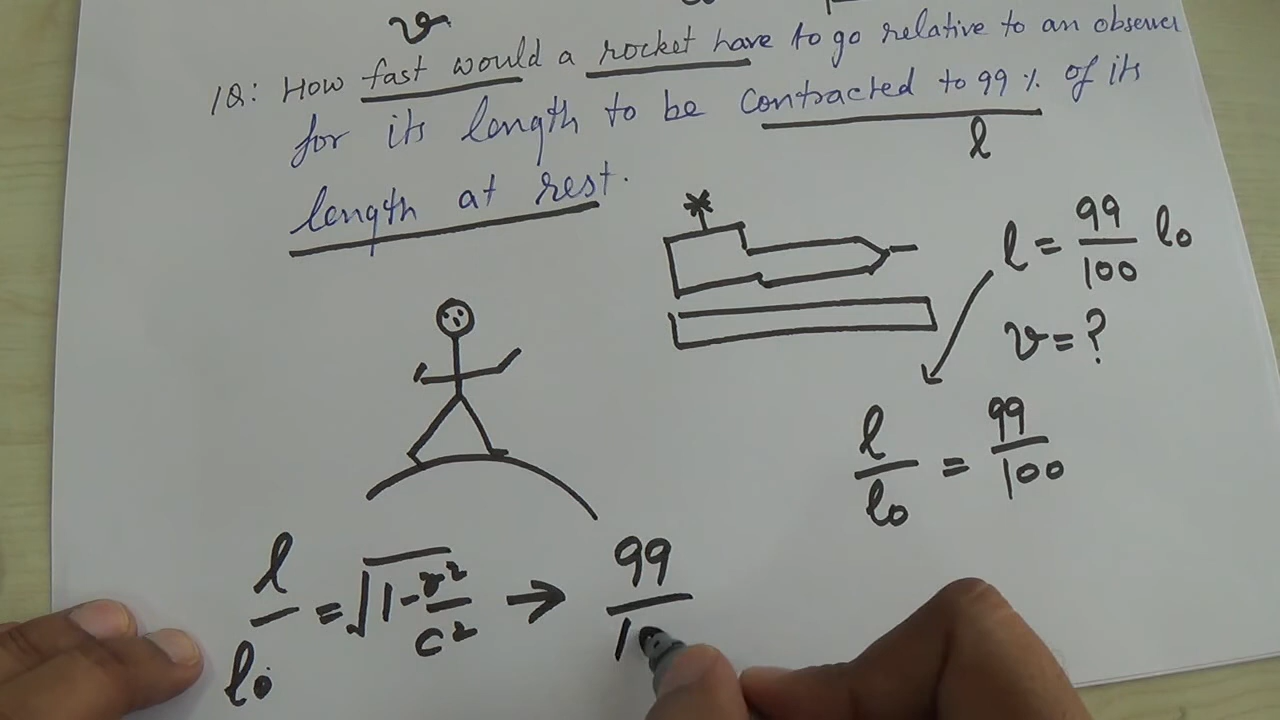 v
1Q: How fast would a rocket have to go relative to an observer
for its length to be contracted to 99% of its
l
length at rest.
l = 99/100 l₀
v = ?
l/l₀ = 99/100
l/l₀ = √1-v²/c² → 99/10